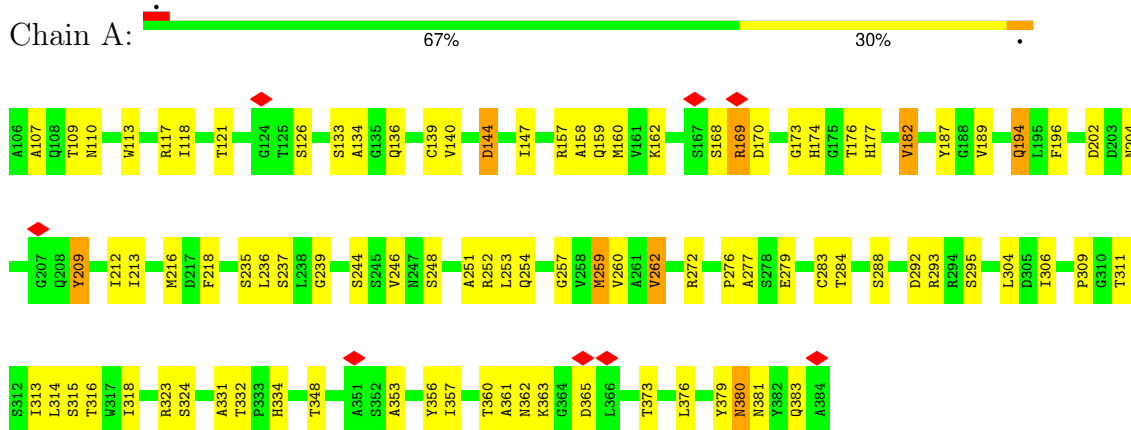 Chain A:
67% 30%
A106 A107 Q108 T109 N110 W113 R117 I118 T121 G124 T125 S126 S133 A134 G135 Q136 C139 V140 D144 I147 R157 A158 Q159 M160 V161 K162 S167 S168 R169 D170 G173 H174 G175 T176 H177 V182 Y187 G188 V189 Q194 L195 F196 D202 D203 N204
G207 Q208 Y209 I212 I213 M216 D217 F218 S235 L236 S237 L238 G239 S244 S245 V246 N247 S248 A251 R252 L253 Q254 G257 V258 M259 V260 A261 V262 R272 P276 A277 S278 E279 C283 T284 S288 D292 R293 R294 S295 L304 D305 I306 P309 G310 T311
S312 I313 L314 S315 T316 W317 I318 R323 S324 A331 T332 P333 H334 T348 A351 S352 A353 Y356 I357 T360 A361 N362 K363 G364 D365 L366 T373 L376 Y379 N380 N381 Y382 Q383 A384